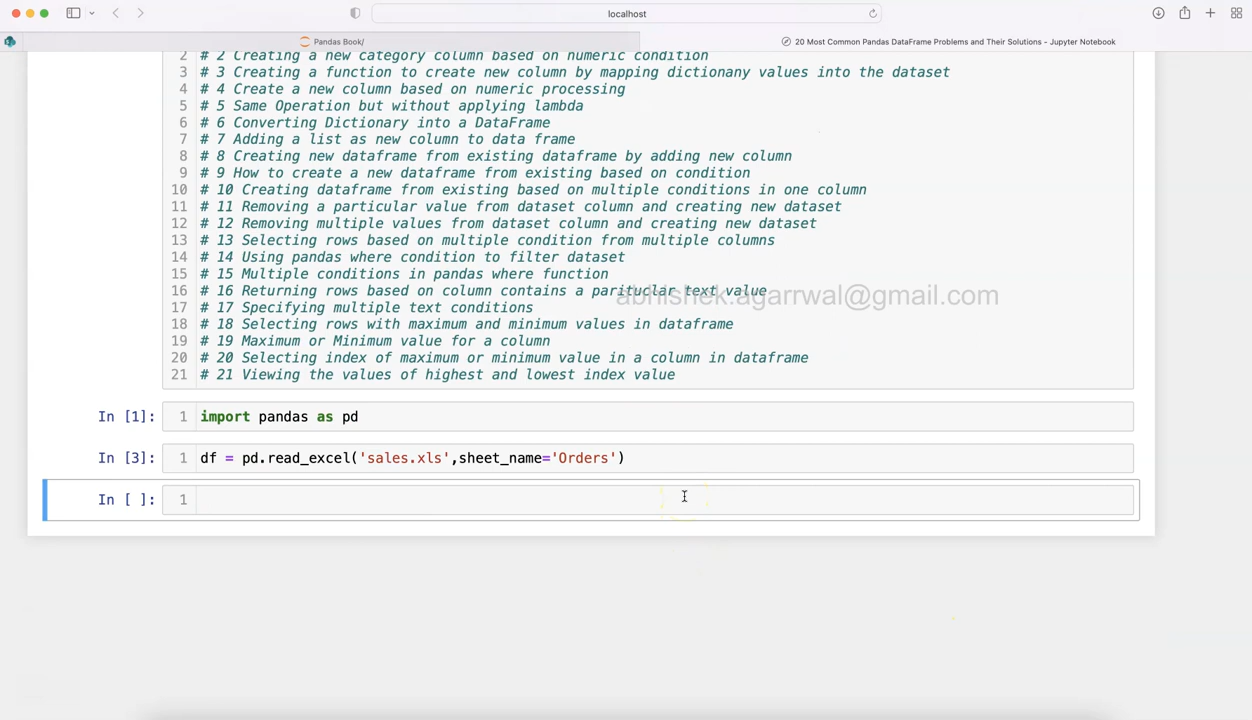 localhost
Pandas Book/
20 Most Common Pandas DataFrame Problems and Their Solutions - Jupyter Notebook
2 # 2 Creating a new category column based on numeric condition
3 # 3 Creating a function to create new column by mapping dictionany values into the dataset
4 # 4 Create a new column based on numeric processing
5 # 5 Same Operation but without applying lambda
6 # 6 Converting Dictionary into a DataFrame
7 # 7 Adding a list as new column to data frame
8 # 8 Creating new dataframe from existing dataframe by adding new column
9 # 9 How to create a new dataframe from existing based on condition
10 # 10 Creating dataframe from existing based on multiple conditions in one column
11 # 11 Removing a particular value from dataset column and creating new dataset
12 # 12 Removing multiple values from dataset column and creating new dataset
13 # 13 Selecting rows based on multiple condition from multiple columns
14 # 14 Using pandas where condition to filter dataset
15 # 15 Multiple conditions in pandas where function
16 # 16 Returning rows based on column contains a paritcular text value
abhishek.agarrwal@gmail.com
17 # 17 Specifying multiple text conditions
18 # 18 Selecting rows with maximum and minimum values in dataframe
19 # 19 Maximum or Minimum value for a column
20 # 20 Selecting index of maximum or minimum value in a column in dataframe
21 # 21 Viewing the values of highest and lowest index value
In [1]: 1 import pandas as pd
In [3]: 1 df = pd.read_excel('sales.xls',sheet_name='Orders')
In [ ]: 1